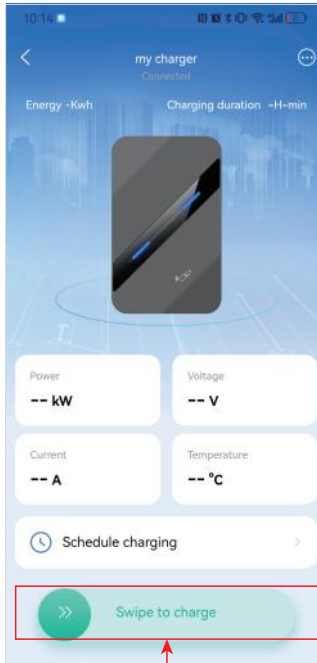 10:14
my charger
Connected
Energy -Kwh Charging duration -H-min
Power
-- kW
Voltage
-- V
Current
-- A
Temperature
-- °C
Schedule charging
Swipe to charge